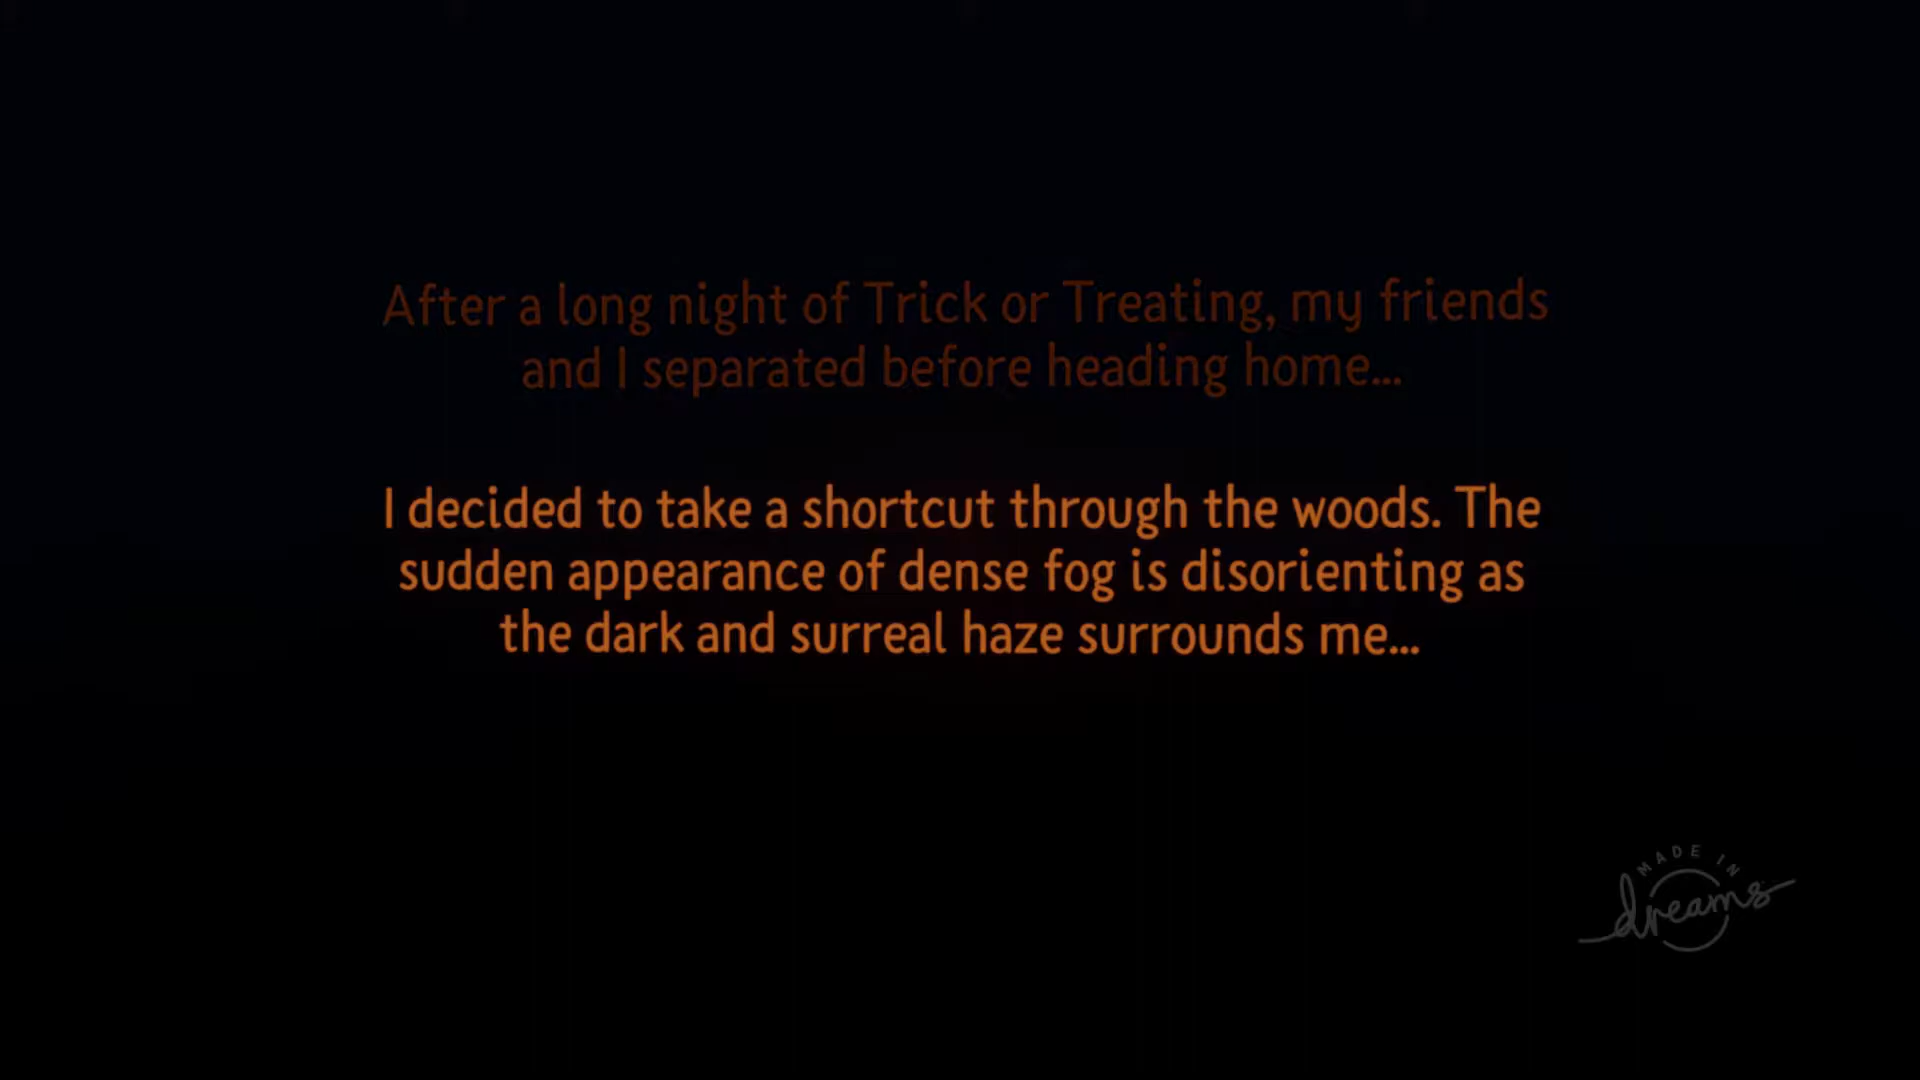 After a long night of Trick or Treating, my friends
and I separated before heading home...
I decided to take a shortcut through the woods. The
sudden appearance of dense fog is disorienting as
the dark and surreal haze surrounds me...
MADE IN
dreams